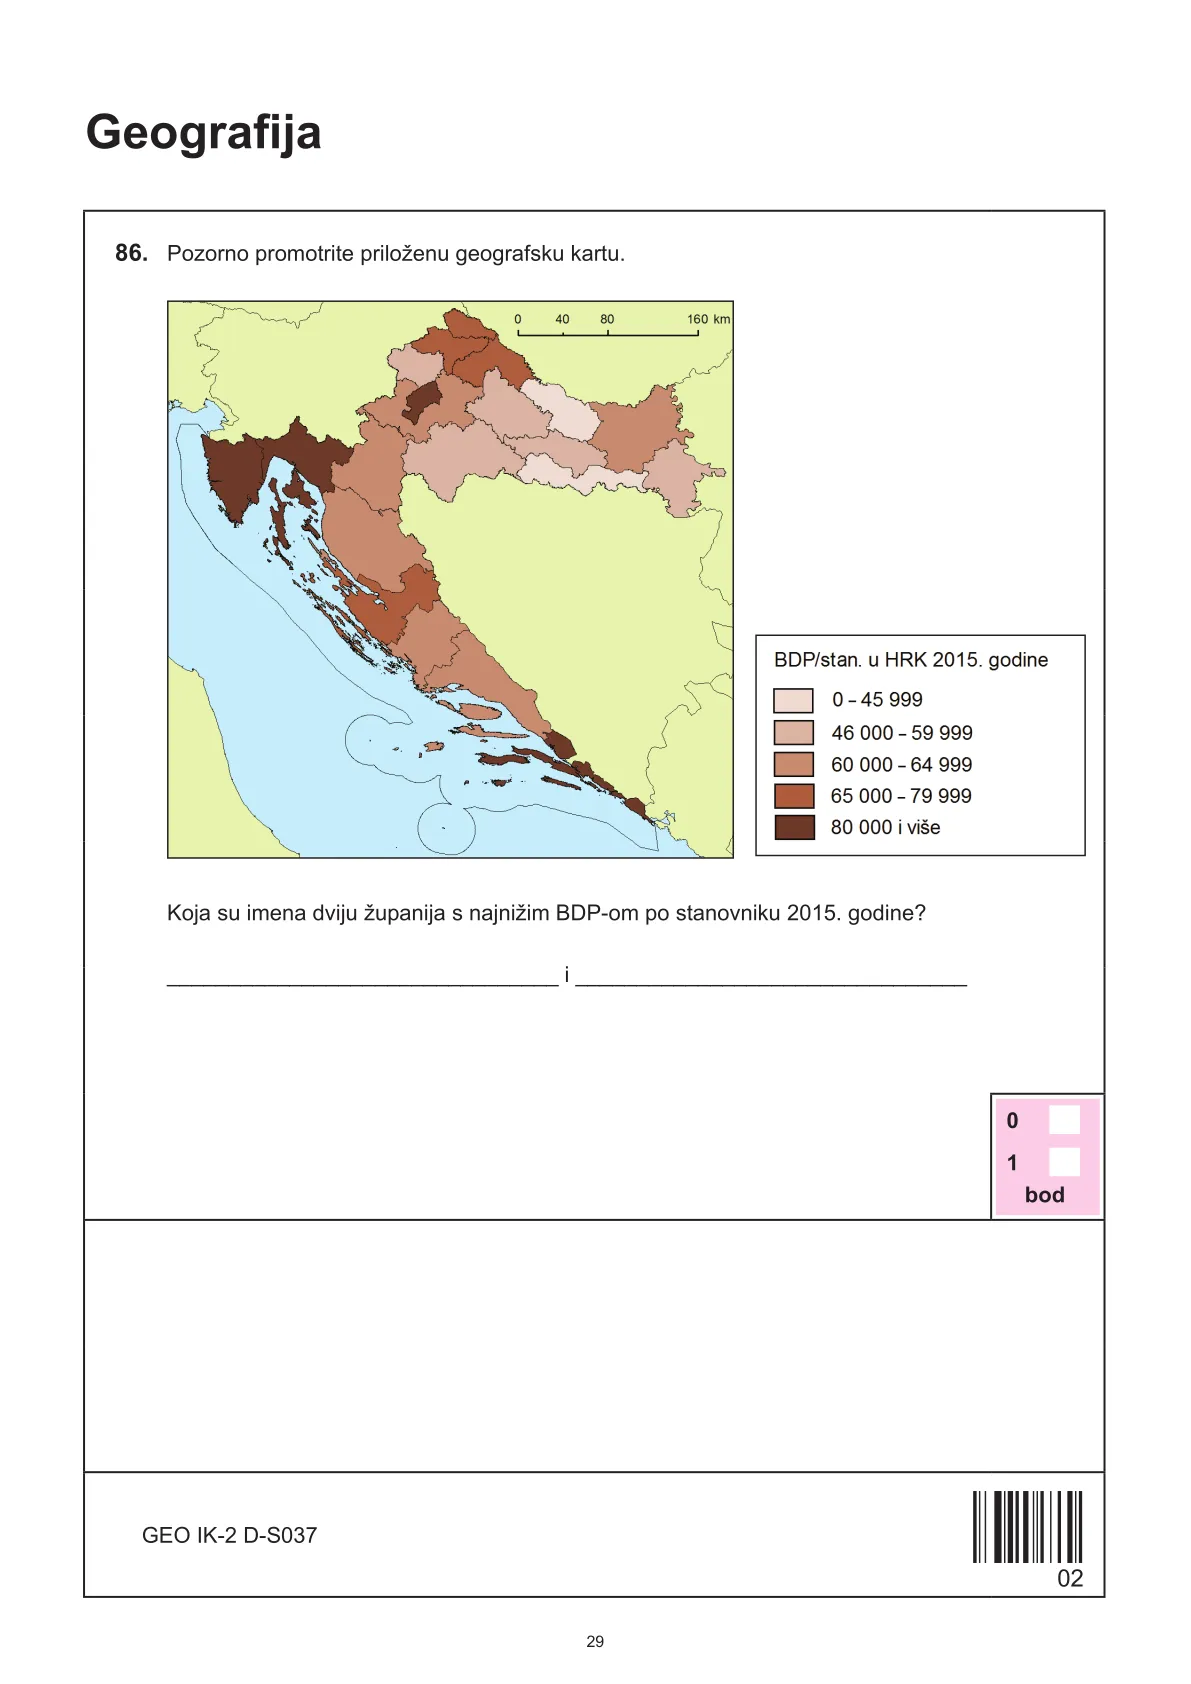 Geografija
86. Pozorno promotrite priloženu geografsku kartu.
0 40 80 160 km
BDP/stan. u HRK 2015. godine
0 – 45 999
46 000 – 59 999
60 000 – 64 999
65 000 – 79 999
80 000 i više
Koja su imena dviju županija s najnižim BDP-om po stanovniku 2015. godine?
________________________________ i ________________________________
0
1
bod
GEO IK-2 D-S037
02
29